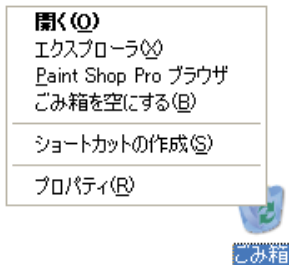 開く(O)
エクスプローラ(X)
Paint Shop Pro ブラウザ
ごみ箱を空にする(B)
ショートカットの作成(S)
プロパティ(R)
ごみ箱